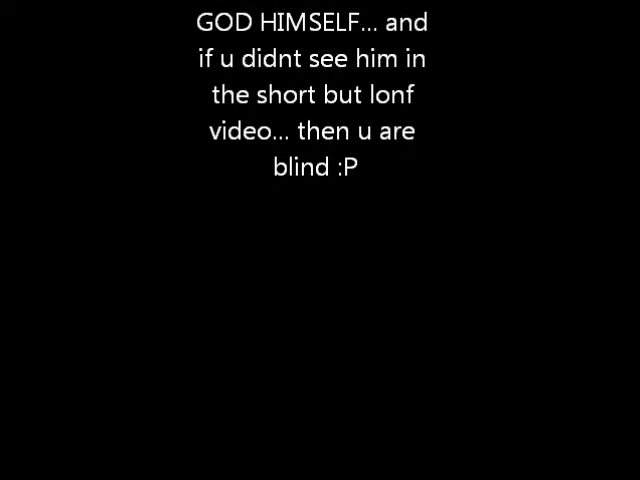 GOD HIMSELF... and
if u didnt see him in
the short but lonf
video... then u are
blind :P